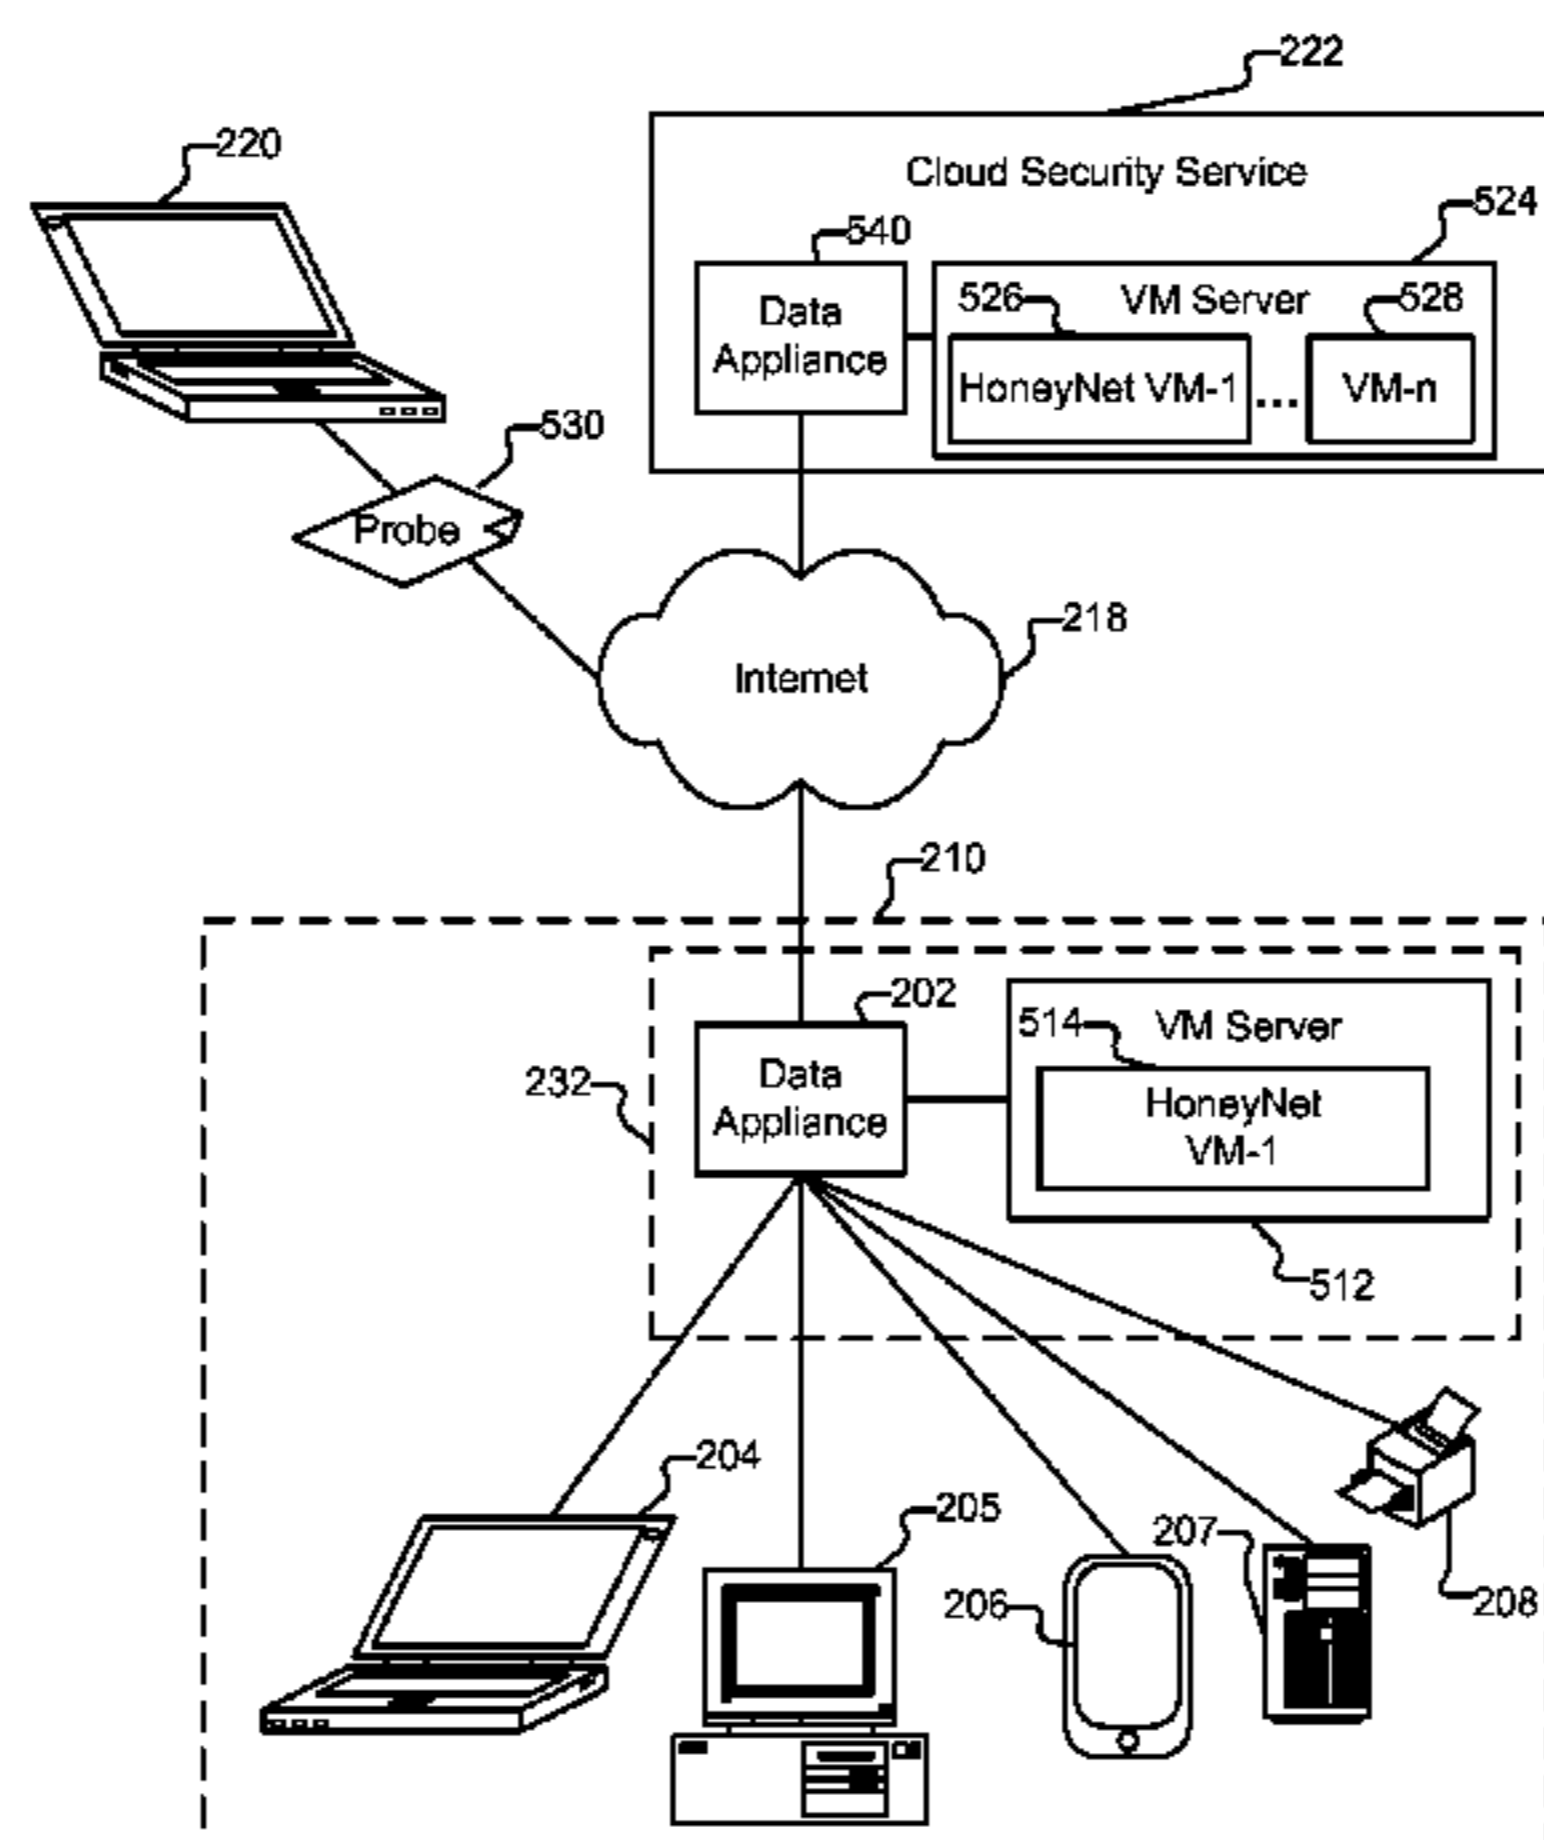 222
220
Cloud Security Service
524
540
526
VM Server
528
Data
Appliance
HoneyNet VM-1
...
VM-n
530
Probe
218
Internet
210
202
514
VM Server
232
Data
Appliance
HoneyNet
VM-1
512
204
205
207
206
208